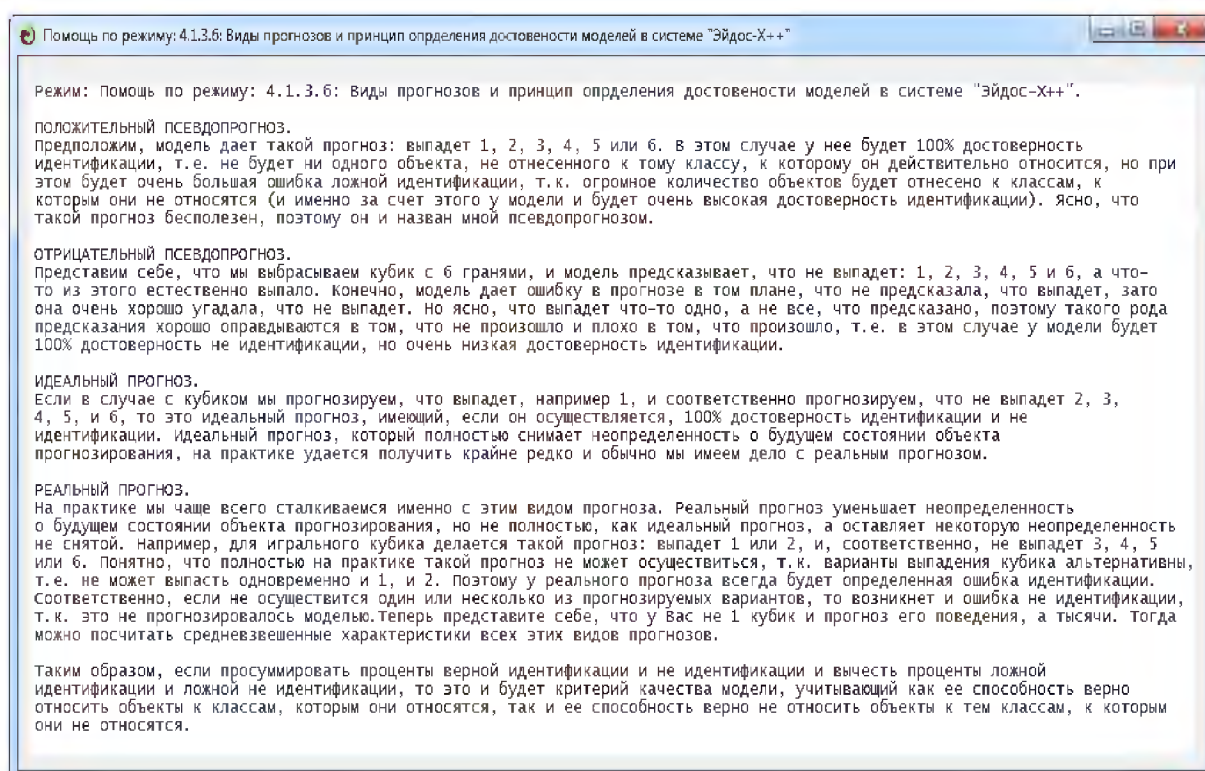 Помощь по режиму: 4.1.3.6: Виды прогнозов и принцип опрделения достовености моделей в системе "Эйдос-Х++"
Режим: Помощь по режиму: 4.1.3.6: Виды прогнозов и принцип опрделения достовености моделей в системе "Эйдос-Х++".
ПОЛОЖИТЕЛЬНЫЙ ПСЕВДОПРОГНОЗ.
Предположим, модель дает такой прогноз: выпадет 1, 2, 3, 4, 5 или 6. В этом случае у нее будет 100% достоверность
идентификации, т.е. не будет ни одного объекта, не отнесенного к тому классу, к которому он действительно относится, но при
этом будет очень большая ошибка ложной идентификации, т.к. огромное количество объектов будет отнесено к классам, к
которым они не относятся (и именно за счет этого у модели и будет очень высокая достоверность идентификации). Ясно, что
такой прогноз бесполезен, поэтому он и назван мной псевдопрогнозом.
ОТРИЦАТЕЛЬНЫЙ ПСЕВДОПРОГНОЗ.
Представим себе, что мы выбрасываем кубик с 6 гранями, и модель предсказывает, что не выпадет: 1, 2, 3, 4, 5 и 6, а что-
то из этого естественно выпало. Конечно, модель дает ошибку в прогнозе в том плане, что не предсказала, что выпадет, зато
она очень хорошо угадала, что не выпадет. Но ясно, что выпадет что-то одно, а не все, что предсказано, поэтому такого рода
предсказания хорошо оправдываются в том, что не произошло и плохо в том, что произошло, т.е. в этом случае у модели будет
100% достоверность не идентификации, но очень низкая достоверность идентификации.
ИДЕАЛЬНЫЙ ПРОГНОЗ.
Если в случае с кубиком мы прогнозируем, что выпадет, например 1, и соответственно прогнозируем, что не выпадет 2, 3,
4, 5, и 6, то это идеальный прогноз, имеющий, если он осуществляется, 100% достоверность идентификации и не
идентификации. Идеальный прогноз, который полностью снимает неопределенность о будущем состоянии объекта
прогнозирования, на практике удается получить крайне редко и обычно мы имеем дело с реальным прогнозом.
РЕАЛЬНЫЙ ПРОГНОЗ.
На практике мы чаще всего сталкиваемся именно с этим видом прогноза. Реальный прогноз уменьшает неопределенность
о будущем состоянии объекта прогнозирования, но не полностью, как идеальный прогноз, а оставляет некоторую неопределенность
не снятой. Например, для игрального кубика делается такой прогноз: выпадет 1 или 2, и, соответственно, не выпадет 3, 4, 5
или 6. Понятно, что полностью на практике такой прогноз не может осуществиться, т.к. варианты выпадения кубика альтернативны,
т.е. не может выпасть одновременно и 1, и 2. Поэтому у реального прогноза всегда будет определенная ошибка идентификации.
Соответственно, если не осуществится один или несколько из прогнозируемых вариантов, то возникнет и ошибка не идентификации,
т.к. это не прогнозировалось моделью.Теперь представите себе, что у Вас не 1 кубик и прогноз его поведения, а тысячи. Тогда
можно посчитать средневзвешенные характеристики всех этих видов прогнозов.
Таким образом, если просуммировать проценты верной идентификации и не идентификации и вычесть проценты ложной
идентификации и ложной не идентификации, то это и будет критерий качества модели, учитывающий как ее способность верно
относить объекты к классам, которым они относятся, так и ее способность верно не относить объекты к тем классам, к которым
они не относятся.